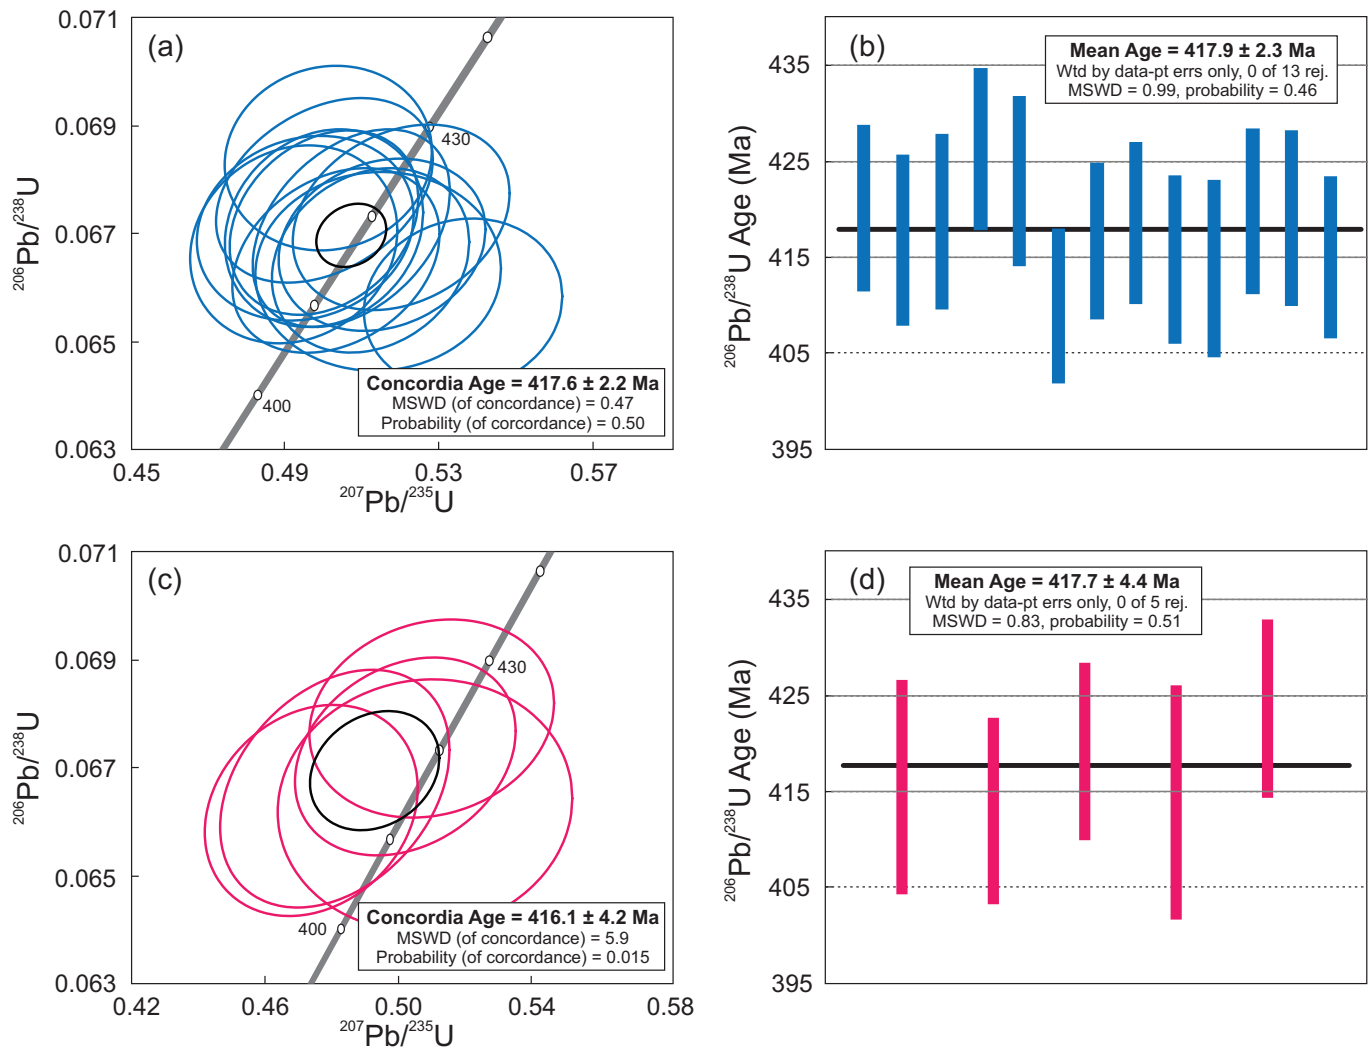 (a)
0.071
0.069
0.067
0.065
0.063
206Pb/238U
430
400
Concordia Age = 417.6 ± 2.2 Ma
MSWD (of concordance) = 0.47
Probability (of corcordance) = 0.50
0.45 0.49 0.53 0.57
207Pb/235U
(b)
Mean Age = 417.9 ± 2.3 Ma
Wtd by data-pt errs only, 0 of 13 rej.
MSWD = 0.99, probability = 0.46
435
425
415
405
395
206Pb/238U Age (Ma)
(c)
0.071
0.069
0.067
0.065
0.063
206Pb/238U
430
400
Concordia Age = 416.1 ± 4.2 Ma
MSWD (of concordance) = 5.9
Probability (of corcordance) = 0.015
0.42 0.46 0.50 0.54 0.58
207Pb/235U
(d)
Mean Age = 417.7 ± 4.4 Ma
Wtd by data-pt errs only, 0 of 5 rej.
MSWD = 0.83, probability = 0.51
435
425
415
405
395
206Pb/238U Age (Ma)